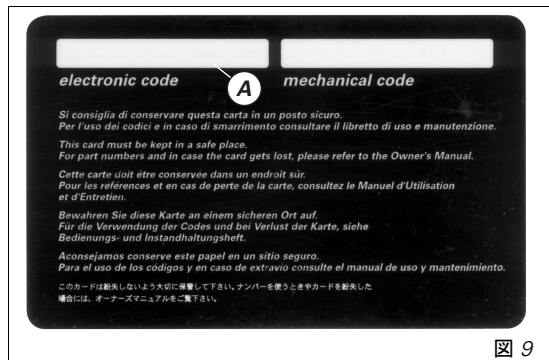 electronic code mechanical code
A
Si consiglia di conservare questa carta in un posto sicuro.
Per l'uso dei codici e in caso di smarrimento consultare il libretto di uso e manutenzione.
This card must be kept in a safe place.
For part numbers and in case the card gets lost, please refer to the Owner's Manual.
Cette carte doit être conservée dans un endroit sûr.
Pour les références et en cas de perte de la carte, consultez le Manuel d'Utilisation
et d'Entretien.
Bewahren Sie diese Karte an einem sicheren Ort auf.
Für die Verwendung der Codes und bei Verlust der Karte, siehe
Bedienungs- und Instandhaltungsheft.
Aconsejamos conserve este papel en un sitio seguro.
Para el uso de los códigos y en caso de extravío consulte el manual de uso y mantenimiento.
このカードは紛失しないよう大切に保管して下さい。ナンバーを使うときやカードを紛失した
場合には、オーナーズマニュアルをご覧下さい。
図 9